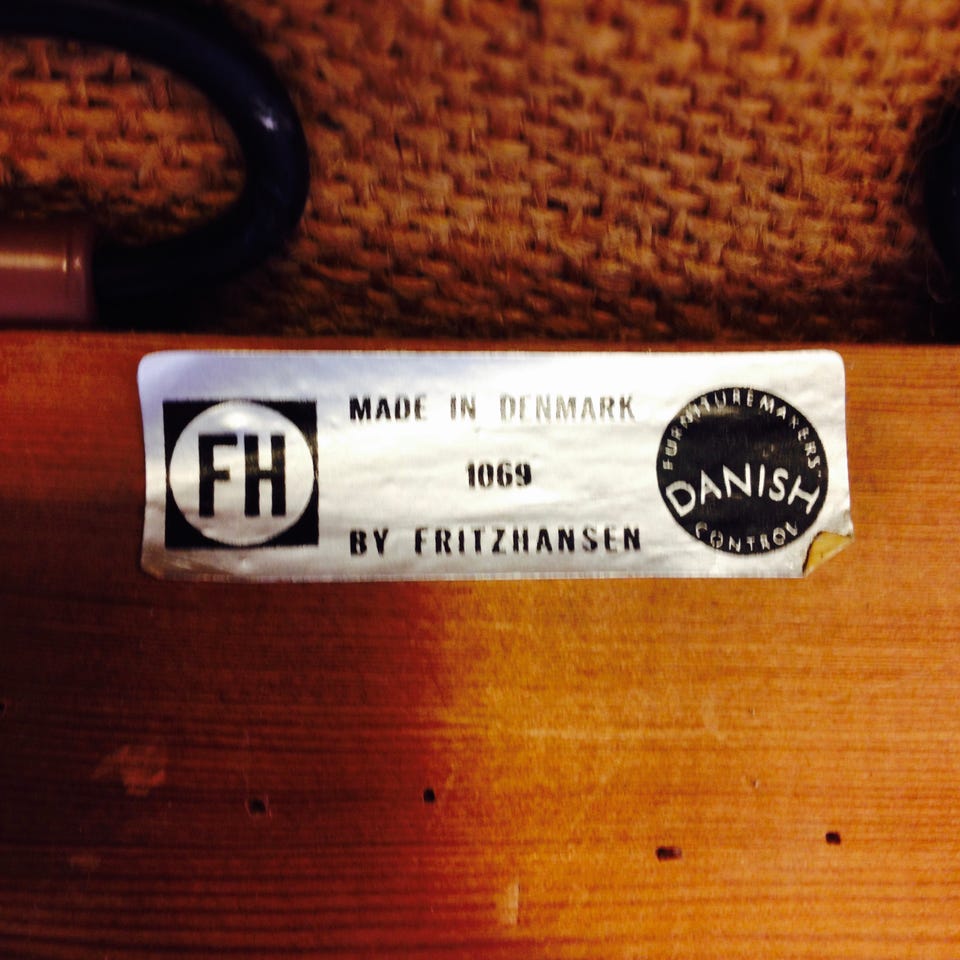 FH
MADE IN DENMARK
1069
BY FRITZHANSEN
FURNITUREMAKERS
DANISH
CONTROL